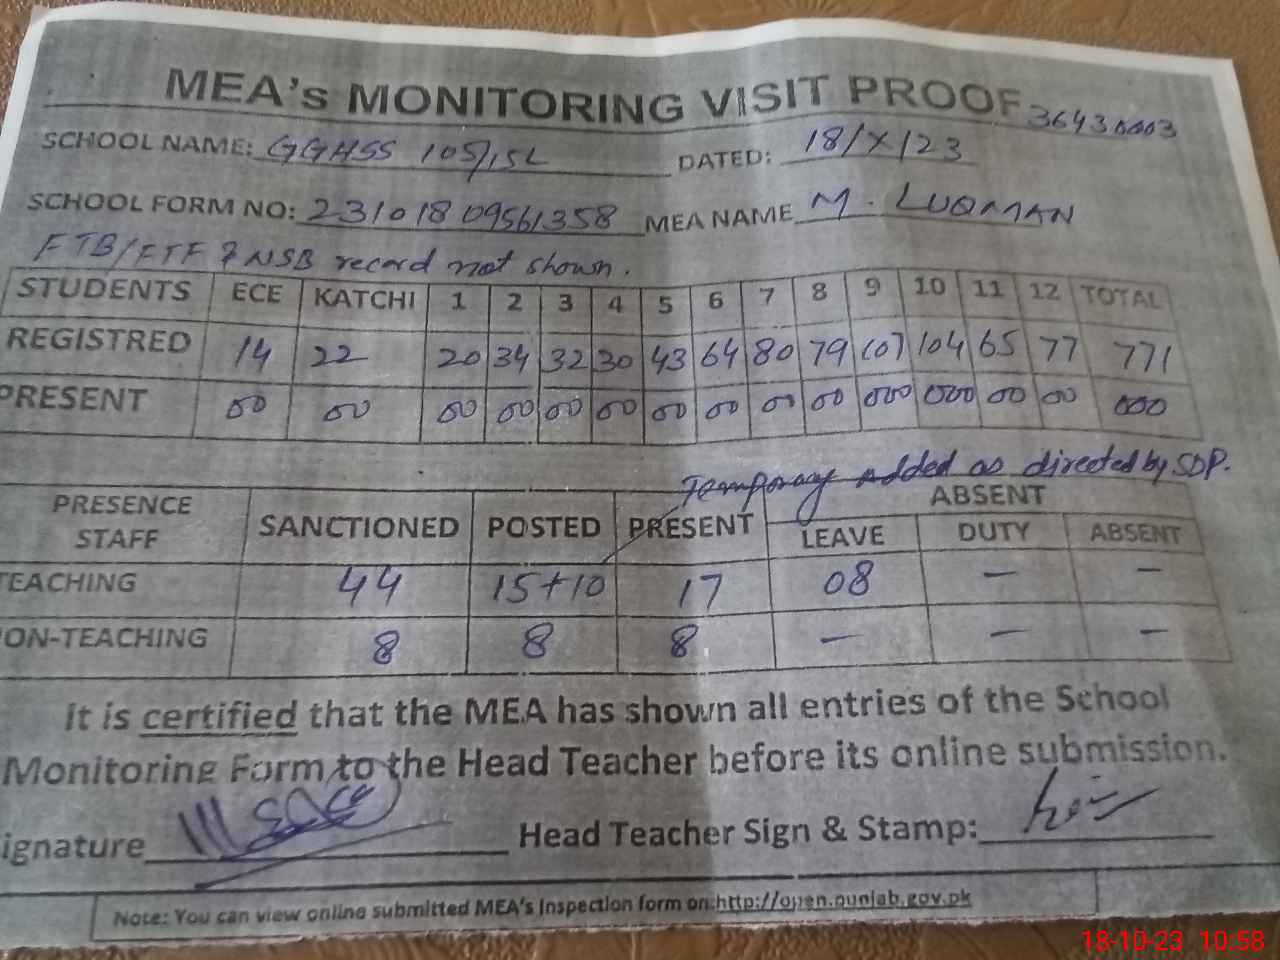 MEA's MONITORING VISIT PROOF 36430003
SCHOOL NAME: GGHSS 105/15L DATED: 18/X/23
SCHOOL FORM NO: 23101809561358 MEA NAME M. LUQMAN
FTB/FTF & NSB record not shown.
STUDENTS ECE KATCHI 1 2 3 4 5 6 7 8 9 10 11 12 TOTAL
REGISTRED 14 22 20 34 32 30 43 64 80 79 107 104 65 77 771
PRESENT 00 00 00 00 00 00 00 00 00 00 000 000 00 00 000
Temporary added as directed by SDP.
PRESENCE STAFF SANCTIONED POSTED PRESENT ABSENT
LEAVE DUTY ABSENT
TEACHING 44 15+10 17 08 — —
ON-TEACHING 8 8 8 — — —
it is certified that the MEA has shown all entries of the School
Monitoring Form to the Head Teacher before its online submission.
ignature Head Teacher Sign & Stamp:
Note: You can view online submitted MEA's Inspection form on:http://open.punjab.gov.pk
18-10-23 10:58